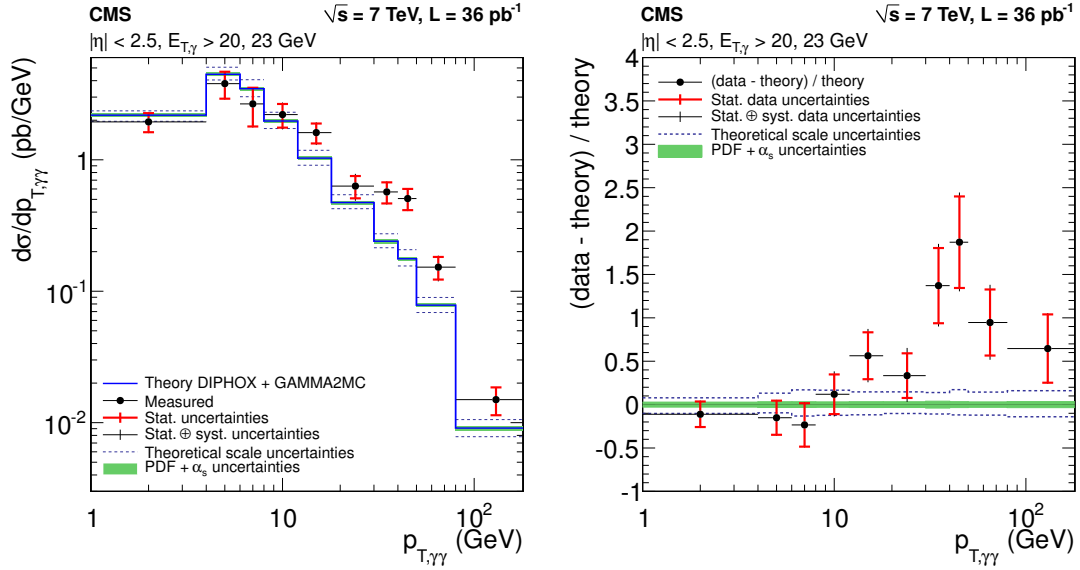 CMS √s = 7 TeV, L = 36 pb⁻¹
|η| < 2.5, E_T,γ > 20, 23 GeV
dσ/dp_T,γγ (pb/GeV)
1
10⁻¹
10⁻²
Theory DIPHOX + GAMMA2MC
Measured
Stat. uncertainties
Stat. ⊕ syst. uncertainties
Theoretical scale uncertainties
PDF + α_s uncertainties
1 10 10²
p_T,γγ (GeV)
CMS √s = 7 TeV, L = 36 pb⁻¹
|η| < 2.5, E_T,γ > 20, 23 GeV
(data - theory) / theory
4
3.5
3
2.5
2
1.5
1
0.5
0
-0.5
-1
(data - theory) / theory
Stat. data uncertainties
Stat. ⊕ syst. data uncertainties
Theoretical scale uncertainties
PDF + α_s uncertainties
1 10 10²
p_T,γγ (GeV)